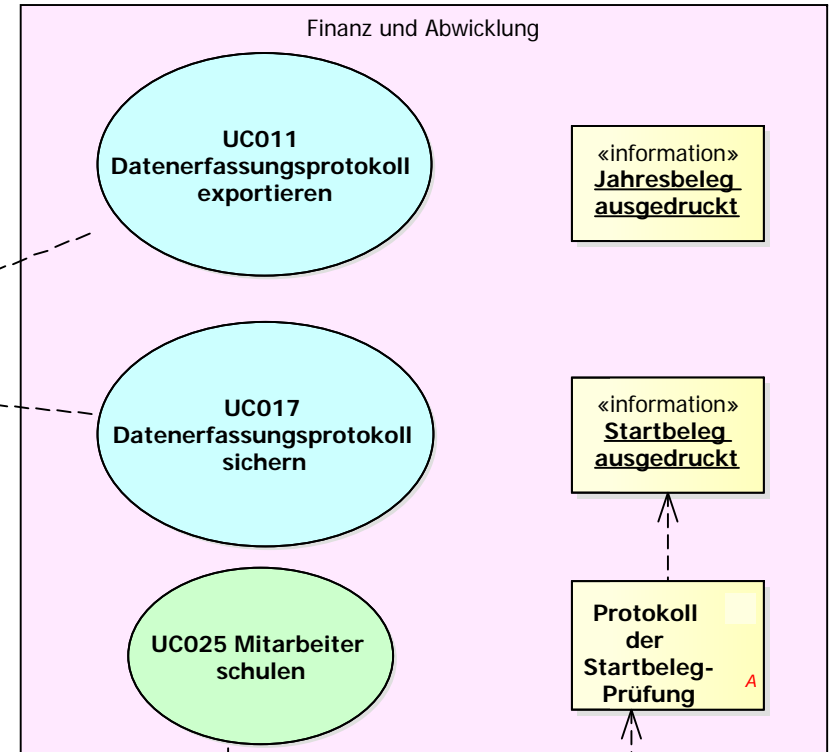 Finanz und Abwicklung
UC011
Datenerfassungsprotokoll
exportieren
«information»
Jahresbeleg
ausgedruckt
UC017
Datenerfassungsprotokoll
sichern
«information»
Startbeleg
ausgedruckt
UC025 Mitarbeiter
schulen
Protokoll
der
Startbeleg-
Prüfung
A